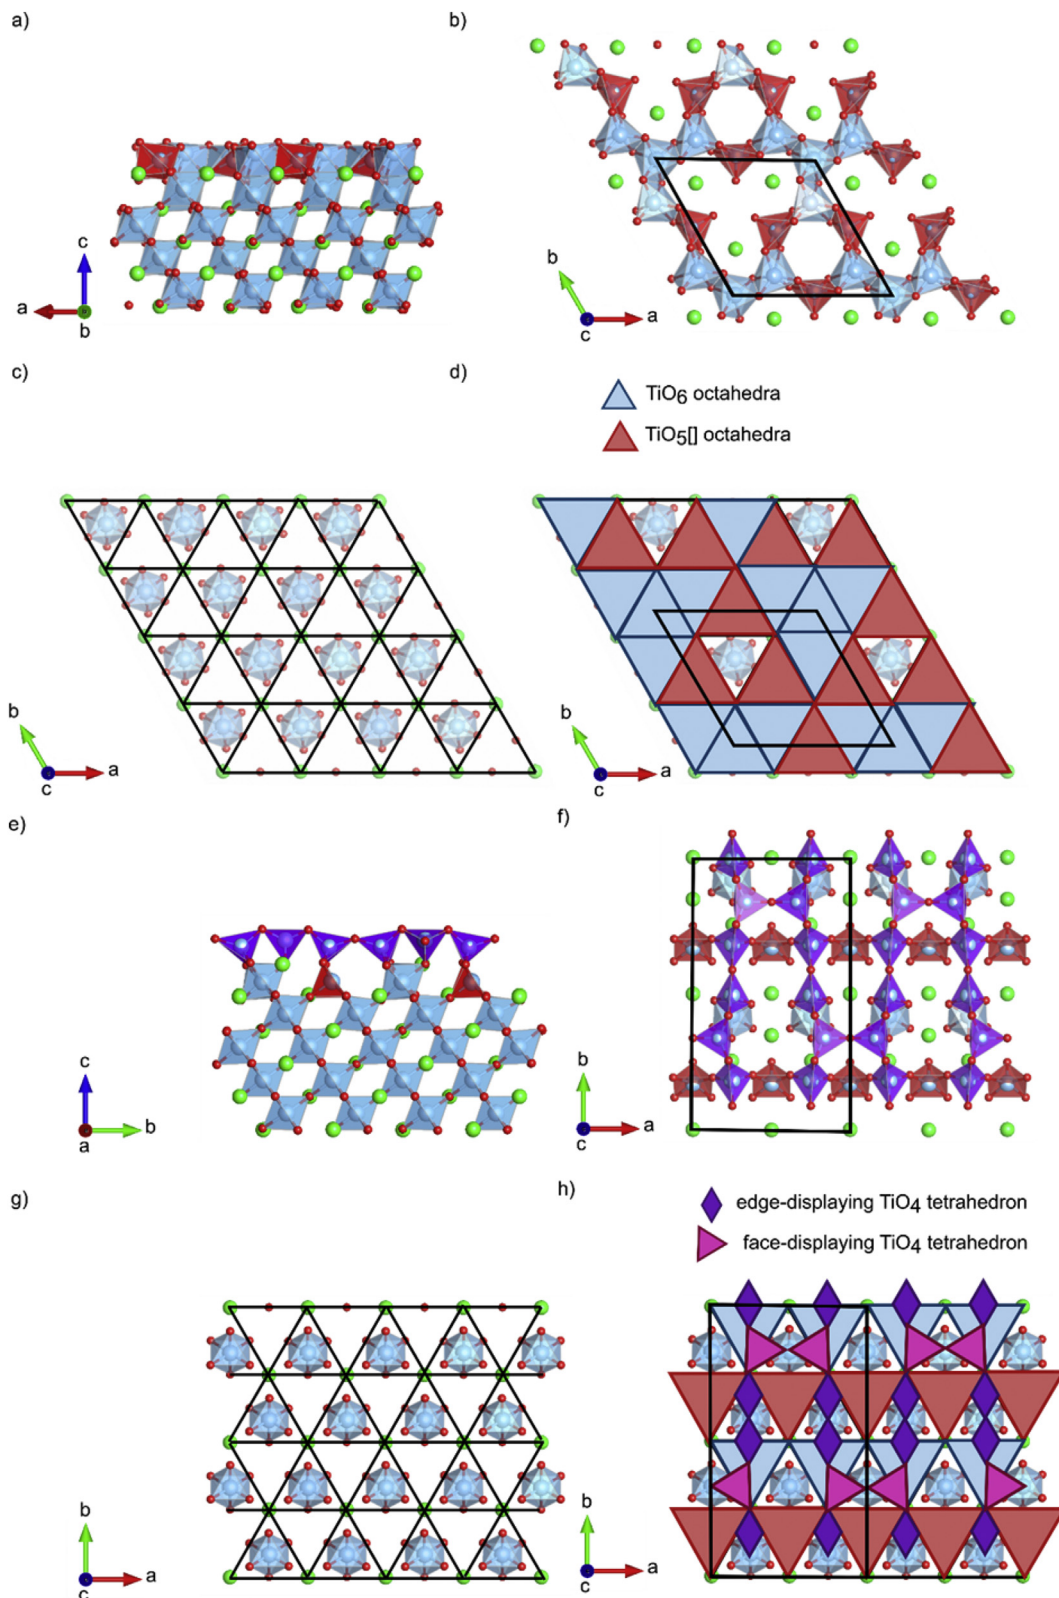 a)
b)
c
a
b
b
c
a
c)
d)
TiO6 octahedra
TiO5[] octahedra
b
c
a
b
c
a
e)
f)
c
a
b
b
c
a
g)
h)
edge-displaying TiO4 tetrahedron
face-displaying TiO4 tetrahedron
b
c
a
b
c
a